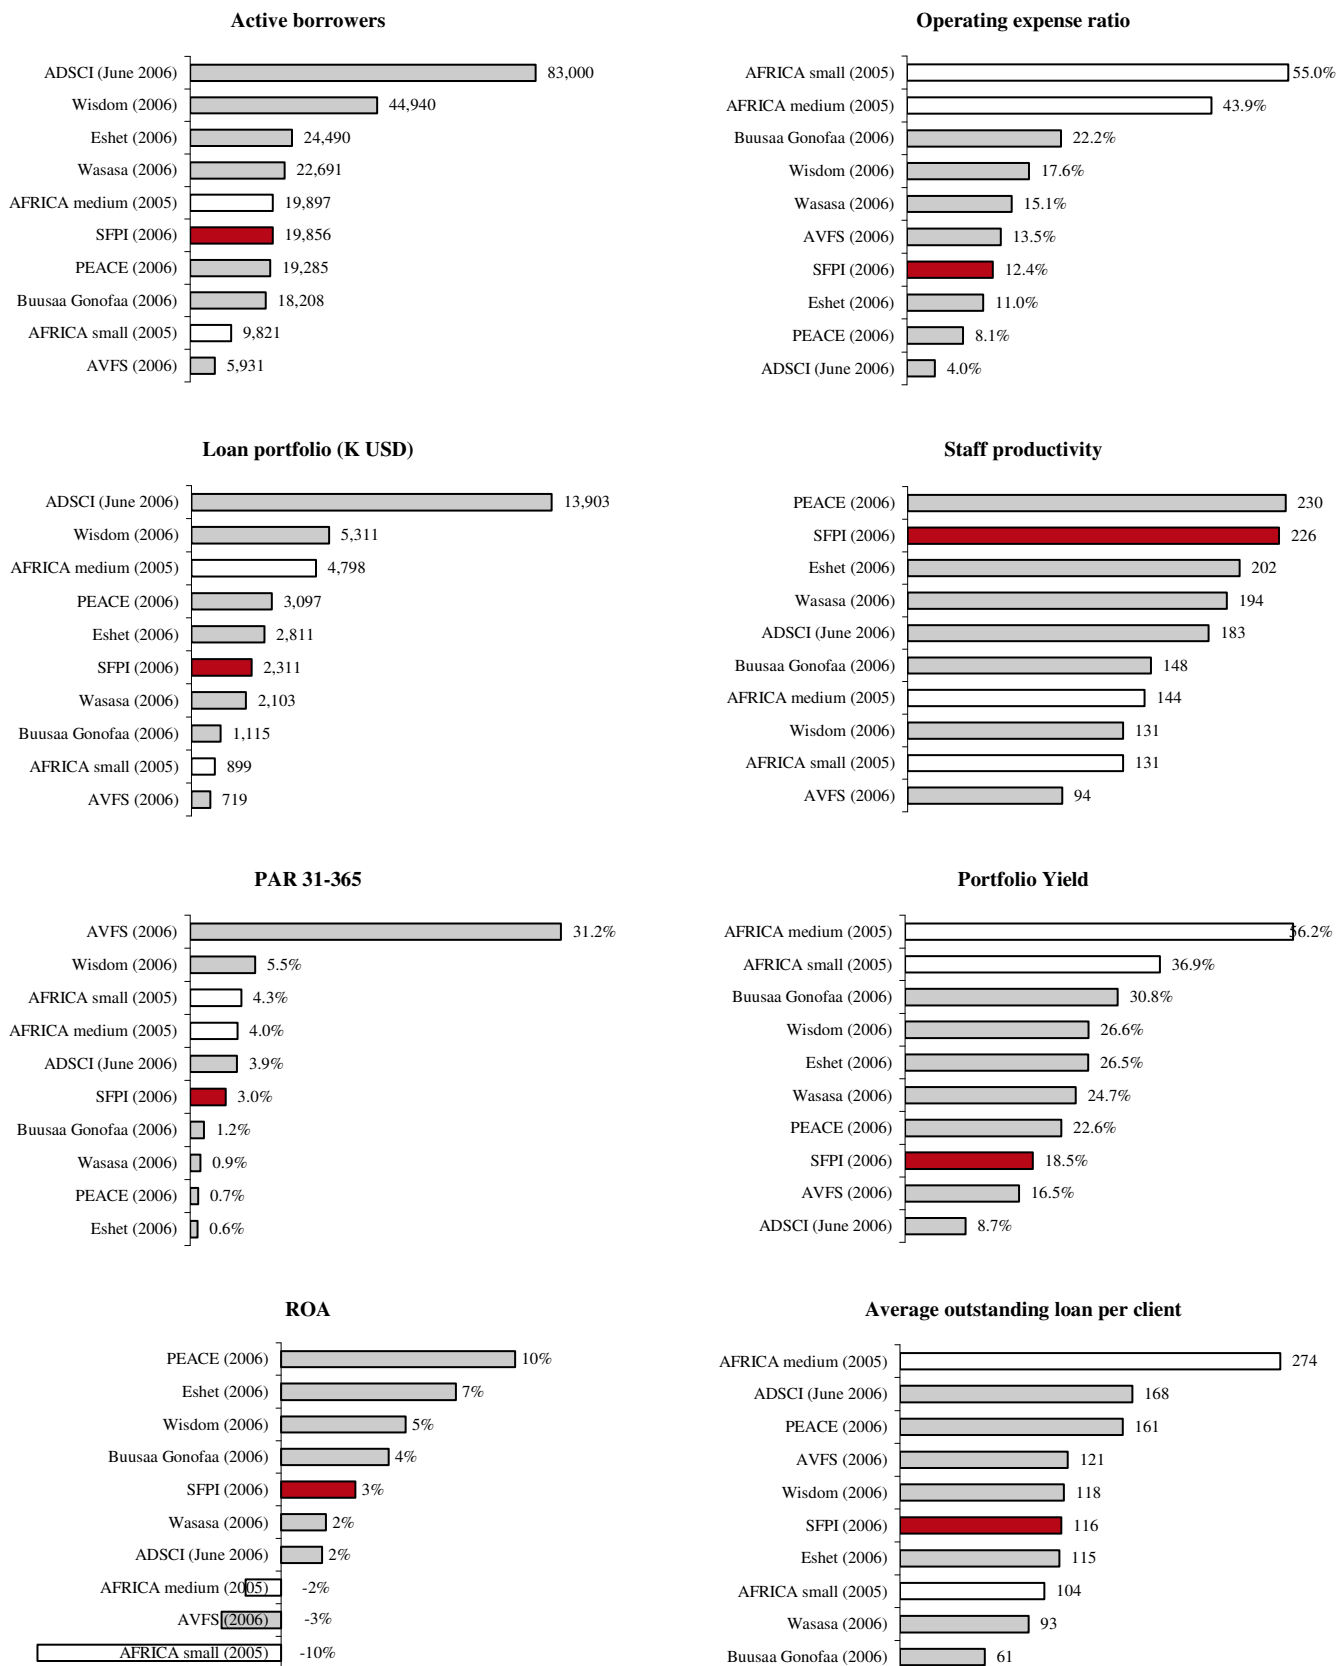 Active borrowers
ADSCI (June 2006) 83,000
Wisdom (2006) 44,940
Eshet (2006) 24,490
Wasasa (2006) 22,691
AFRICA medium (2005) 19,897
SFPI (2006) 19,856
PEACE (2006) 19,285
Buusaa Gonofaa (2006) 18,208
AFRICA small (2005) 9,821
AVFS (2006) 5,931
Operating expense ratio
AFRICA small (2005) 55.0%
AFRICA medium (2005) 43.9%
Buusaa Gonofaa (2006) 22.2%
Wisdom (2006) 17.6%
Wasasa (2006) 15.1%
AVFS (2006) 13.5%
SFPI (2006) 12.4%
Eshet (2006) 11.0%
PEACE (2006) 8.1%
ADSCI (June 2006) 4.0%
Loan portfolio (K USD)
ADSCI (June 2006) 13,903
Wisdom (2006) 5,311
AFRICA medium (2005) 4,798
PEACE (2006) 3,097
Eshet (2006) 2,811
SFPI (2006) 2,311
Wasasa (2006) 2,103
Buusaa Gonofaa (2006) 1,115
AFRICA small (2005) 899
AVFS (2006) 719
Staff productivity
PEACE (2006) 230
SFPI (2006) 226
Eshet (2006) 202
Wasasa (2006) 194
ADSCI (June 2006) 183
Buusaa Gonofaa (2006) 148
AFRICA medium (2005) 144
Wisdom (2006) 131
AFRICA small (2005) 131
AVFS (2006) 94
PAR 31-365
AVFS (2006) 31.2%
Wisdom (2006) 5.5%
AFRICA small (2005) 4.3%
AFRICA medium (2005) 4.0%
ADSCI (June 2006) 3.9%
SFPI (2006) 3.0%
Buusaa Gonofaa (2006) 1.2%
Wasasa (2006) 0.9%
PEACE (2006) 0.7%
Eshet (2006) 0.6%
Portfolio Yield
AFRICA medium (2005) 56.2%
AFRICA small (2005) 36.9%
Buusaa Gonofaa (2006) 30.8%
Wisdom (2006) 26.6%
Eshet (2006) 26.5%
Wasasa (2006) 24.7%
PEACE (2006) 22.6%
SFPI (2006) 18.5%
AVFS (2006) 16.5%
ADSCI (June 2006) 8.7%
ROA
PEACE (2006) 10%
Eshet (2006) 7%
Wisdom (2006) 5%
Buusaa Gonofaa (2006) 4%
SFPI (2006) 3%
Wasasa (2006) 2%
ADSCI (June 2006) 2%
AFRICA medium (2005) -2%
AVFS (2006) -3%
AFRICA small (2005) -10%
Average outstanding loan per client
AFRICA medium (2005) 274
ADSCI (June 2006) 168
PEACE (2006) 161
AVFS (2006) 121
Wisdom (2006) 118
SFPI (2006) 116
Eshet (2006) 115
AFRICA small (2005) 104
Wasasa (2006) 93
Buusaa Gonofaa (2006) 61